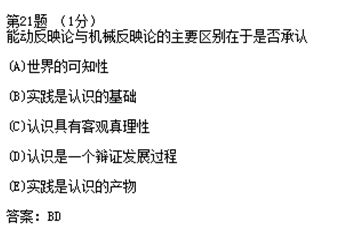 第21题 （1分）
能动反映论与机械反映论的主要区别在于是否承认
(A)世界的可知性
(B)实践是认识的基础
(C)认识具有客观真理性
(D)认识是一个辩证发展过程
(E)实践是认识的产物
答案：BD